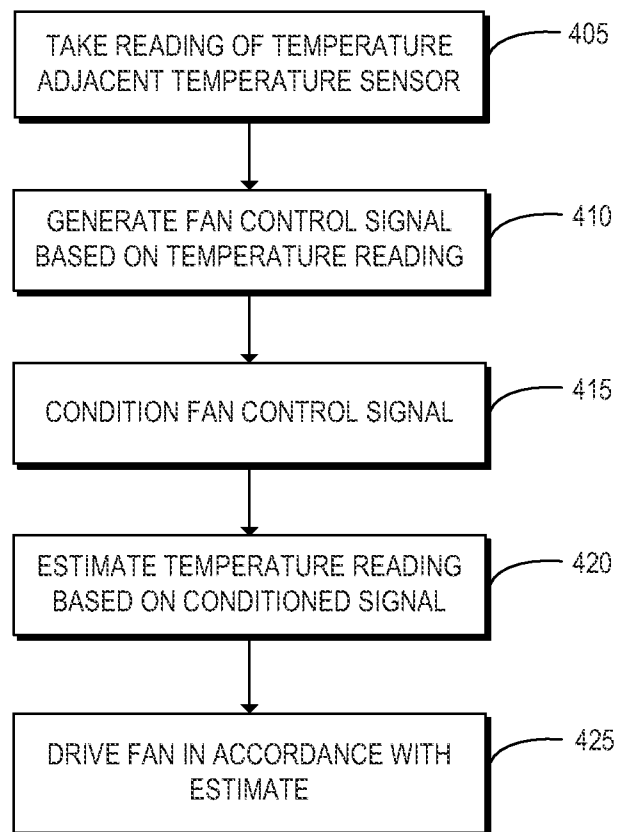 TAKE READING OF TEMPERATURE
ADJACENT TEMPERATURE SENSOR
405
GENERATE FAN CONTROL SIGNAL
BASED ON TEMPERATURE READING
410
CONDITION FAN CONTROL SIGNAL
415
ESTIMATE TEMPERATURE READING
BASED ON CONDITIONED SIGNAL
420
DRIVE FAN IN ACCORDANCE WITH
ESTIMATE
425